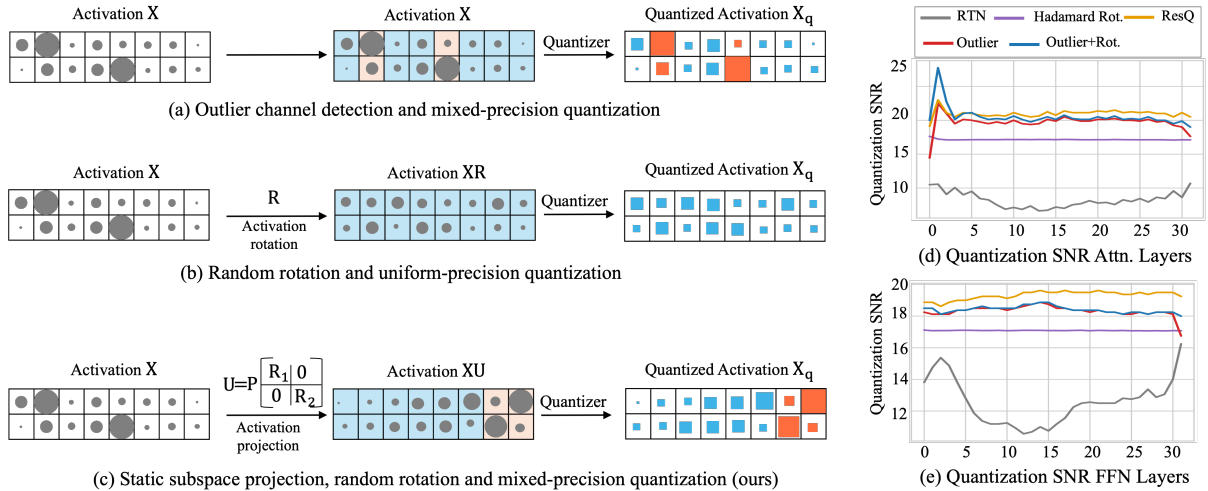 Activation X
Activation X
Quantized Activation Xq
Quantizer
(a) Outlier channel detection and mixed-precision quantization
Activation X
Activation XR
Quantized Activation Xq
R
Activation
rotation
Quantizer
(b) Random rotation and uniform-precision quantization
Activation X
Activation XU
Quantized Activation Xq
U=P
R1 0
0 R2
Activation
projection
Quantizer
(c) Static subspace projection, random rotation and mixed-precision quantization (ours)
RTN Hadamard Rot. ResQ
Outlier Outlier+Rot.
Quantization SNR
25
20
15
10
0 5 10 15 20 25 30
(d) Quantization SNR Attn. Layers
Quantization SNR
20
18
16
14
12
0 5 10 15 20 25 30
(e) Quantization SNR FFN Layers